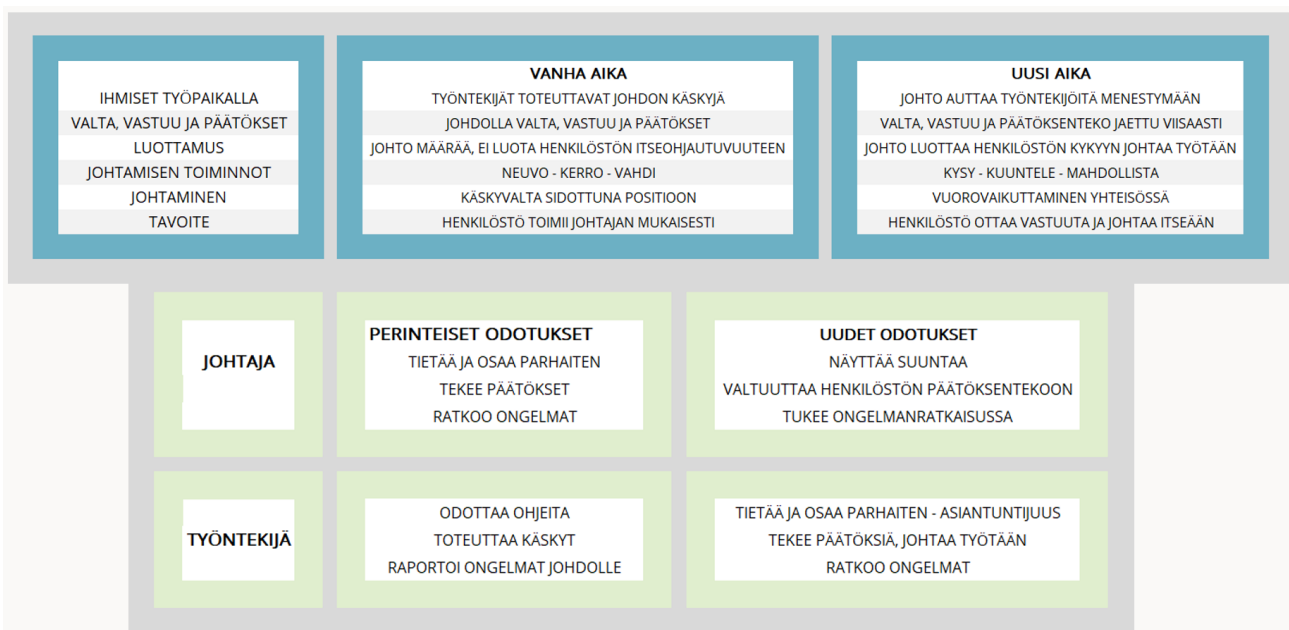 VANHA AIKA UUSI AIKA
IHMISET TYÖPAIKALLA TYÖNTEKIJÄT TOTEUTTAVAT JOHDON KÄSKYJÄ JOHTO AUTTAA TYÖNTEKIJÖITÄ MENESTYMÄÄN
VALTA, VASTUU JA PÄÄTÖKSET JOHDOLLA VALTA, VASTUU JA PÄÄTÖKSET VALTA, VASTUU JA PÄÄTÖKSENTEKO JAETTU VIISAASTI
LUOTTAMUS JOHTO MÄÄRÄÄ, EI LUOTA HENKILÖSTÖN ITSEOHJAUTUVUUTEEN JOHTO LUOTTAA HENKILÖSTÖN KYKYYN JOHTAA TYÖTÄÄN
JOHTAMISEN TOIMINNOT NEUVO - KERRO - VAHDI KYSY - KUUNTELE - MAHDOLLISTA
JOHTAMINEN KÄSKYVALTA SIDOTTUNA POSITIOON VUOROVAIKUTTAMINEN YHTEISÖSSÄ
TAVOITE HENKILÖSTÖ TOIMII JOHTAJAN MUKAISESTI HENKILÖSTÖ OTTAA VASTUUTA JA JOHTAA ITSEÄÄN
PERINTEISET ODOTUKSET UUDET ODOTUKSET
JOHTAJA TIETÄÄ JA OSAA PARHAITEN NÄYTTÄÄ SUUNTAA
TEKEE PÄÄTÖKSET VALTUUTTAA HENKILÖSTÖN PÄÄTÖKSENTEKOON
RATKOO ONGELMAT TUKEE ONGELMANRATKAISUSSA
ODOTTAA OHJEITA TIETÄÄ JA OSAA PARHAITEN - ASIANTUNTIJUUS
TYÖNTEKIJÄ TOTEUTTAA KÄSKYT TEKEE PÄÄTÖKSIÄ, JOHTAA TYÖTÄÄN
RAPORTOI ONGELMAT JOHDOLLE RATKOO ONGELMAT